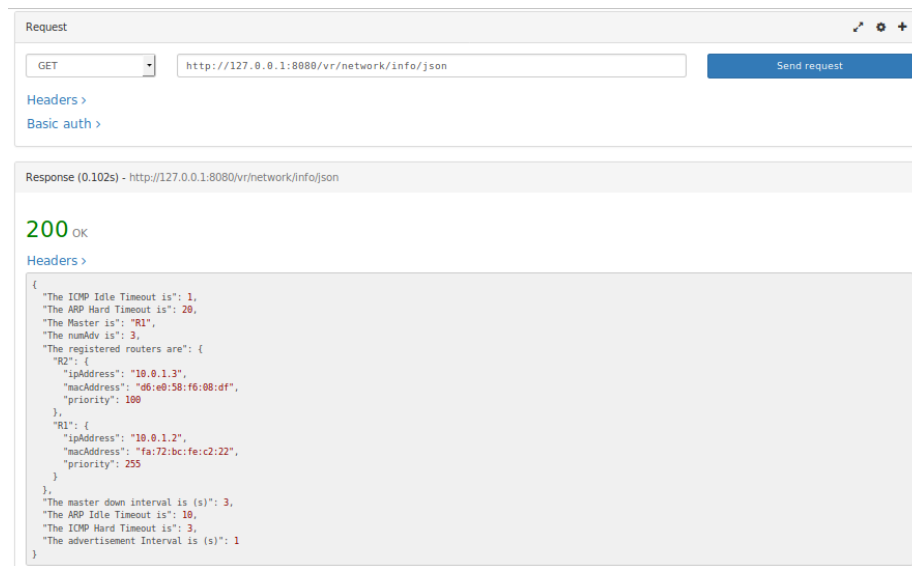 Request
GET http://127.0.0.1:8080/vr/network/info/json Send request
Headers >
Basic auth >
Response (0.102s) - http://127.0.0.1:8080/vr/network/info/json
200 OK
Headers >
{
"The ICMP Idle Timeout is": 1,
"The ARP Hard Timeout is": 20,
"The Master is": "R1",
"The numAdv is": 3,
"The registered routers are": {
"R2": {
"ipAddress": "10.0.1.3",
"macAddress": "d6:e0:58:f6:08:df",
"priority": 100
},
"R1": {
"ipAddress": "10.0.1.2",
"macAddress": "fa:72:bc:fe:c2:22",
"priority": 255
}
},
"The master down interval is (s)": 3,
"The ARP Idle Timeout is": 10,
"The ICMP Hard Timeout is": 3,
"The advertisement Interval is (s)": 1
}